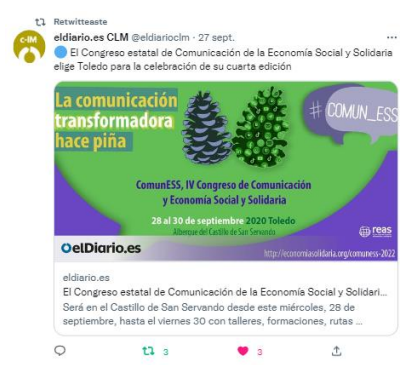 Retwitteaste
c-lM
eldiario.es CLM @eldiarioclm · 27 sept.
El Congreso estatal de Comunicación de la Economía Social y Solidaria
elige Toledo para la celebración de su cuarta edición
La comunicación
transformadora
hace piña
# COMUN_ESS
ComunESS, IV Congreso de Comunicación
y Economía Social y Solidaria
28 al 30 de septiembre 2020 Toledo
Albergue del Castillo de San Servando
reas
elDiario.es
http://economiasolidaria.org/comuness-2022
eldiario.es
El Congreso estatal de Comunicación de la Economía Social y Solidari...
Será en el Castillo de San Servando desde este miércoles, 28 de
septiembre, hasta el viernes 30 con talleres, formaciones, rutas ...
3
3